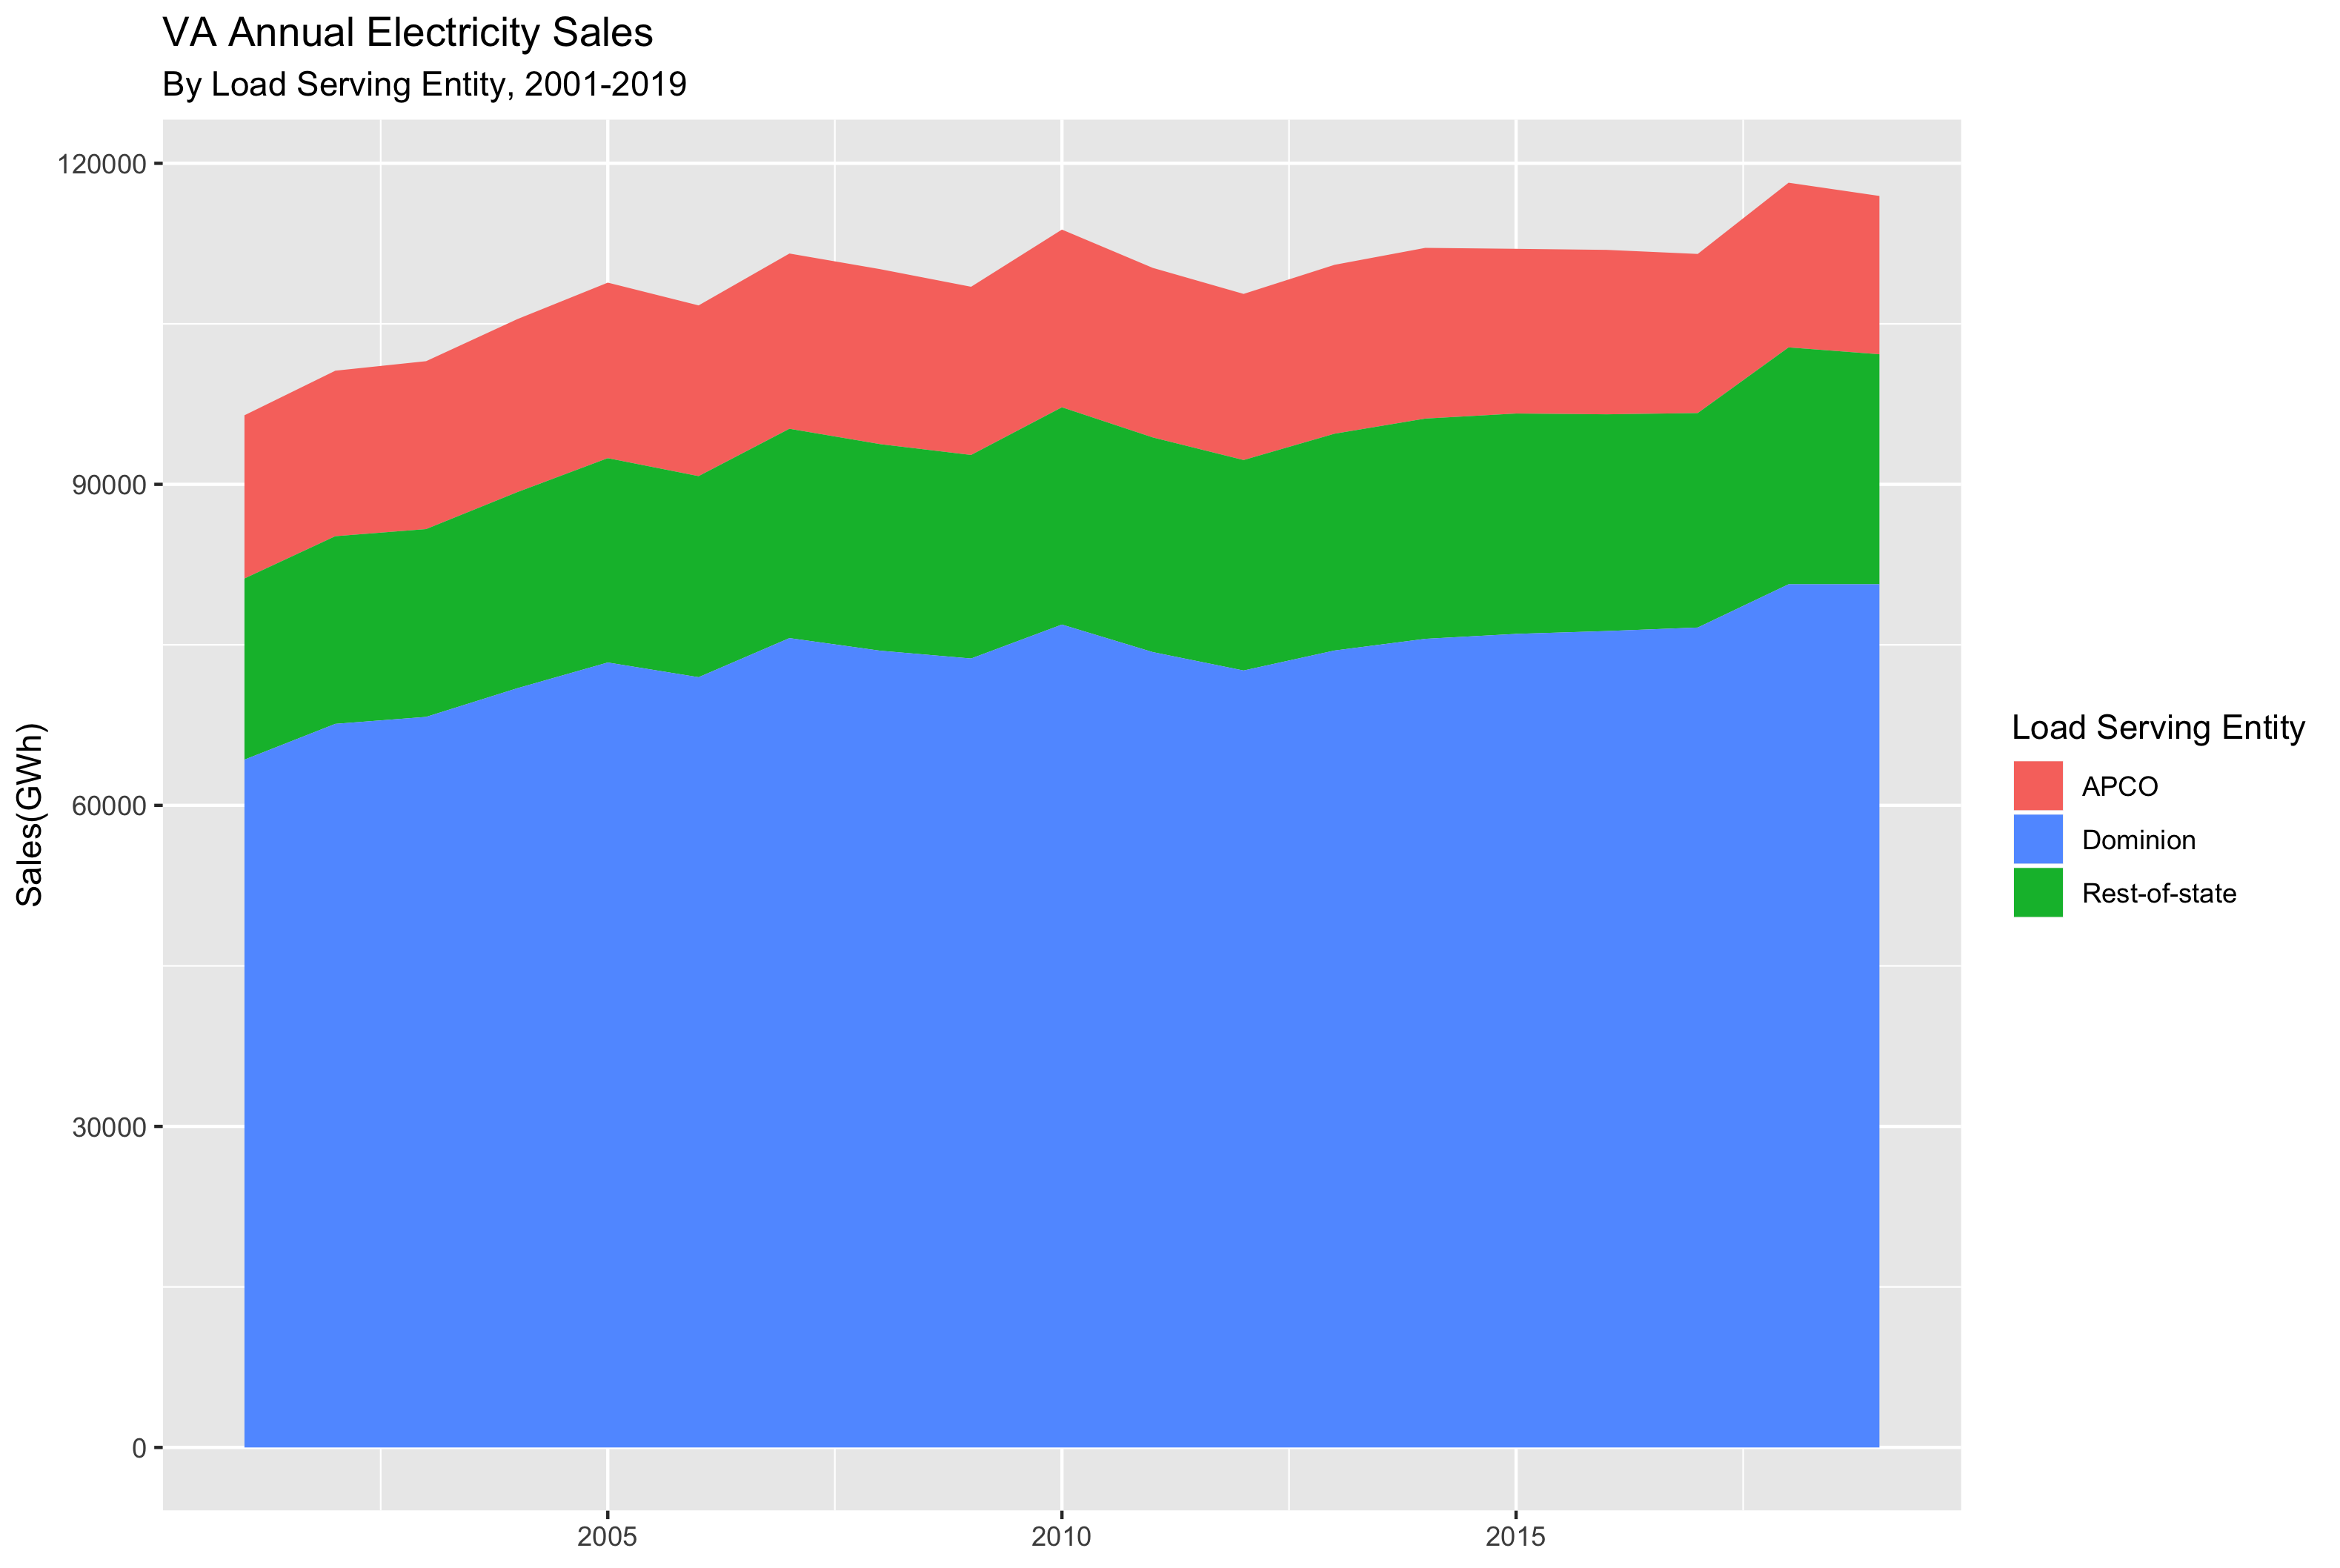 VA Annual Electricity Sales
By Load Serving Entity, 2001-2019
120000
90000
60000
30000
0
Sales(GWh)
2005
2010
2015
Load Serving Entity
APCO
Dominion
Rest-of-state